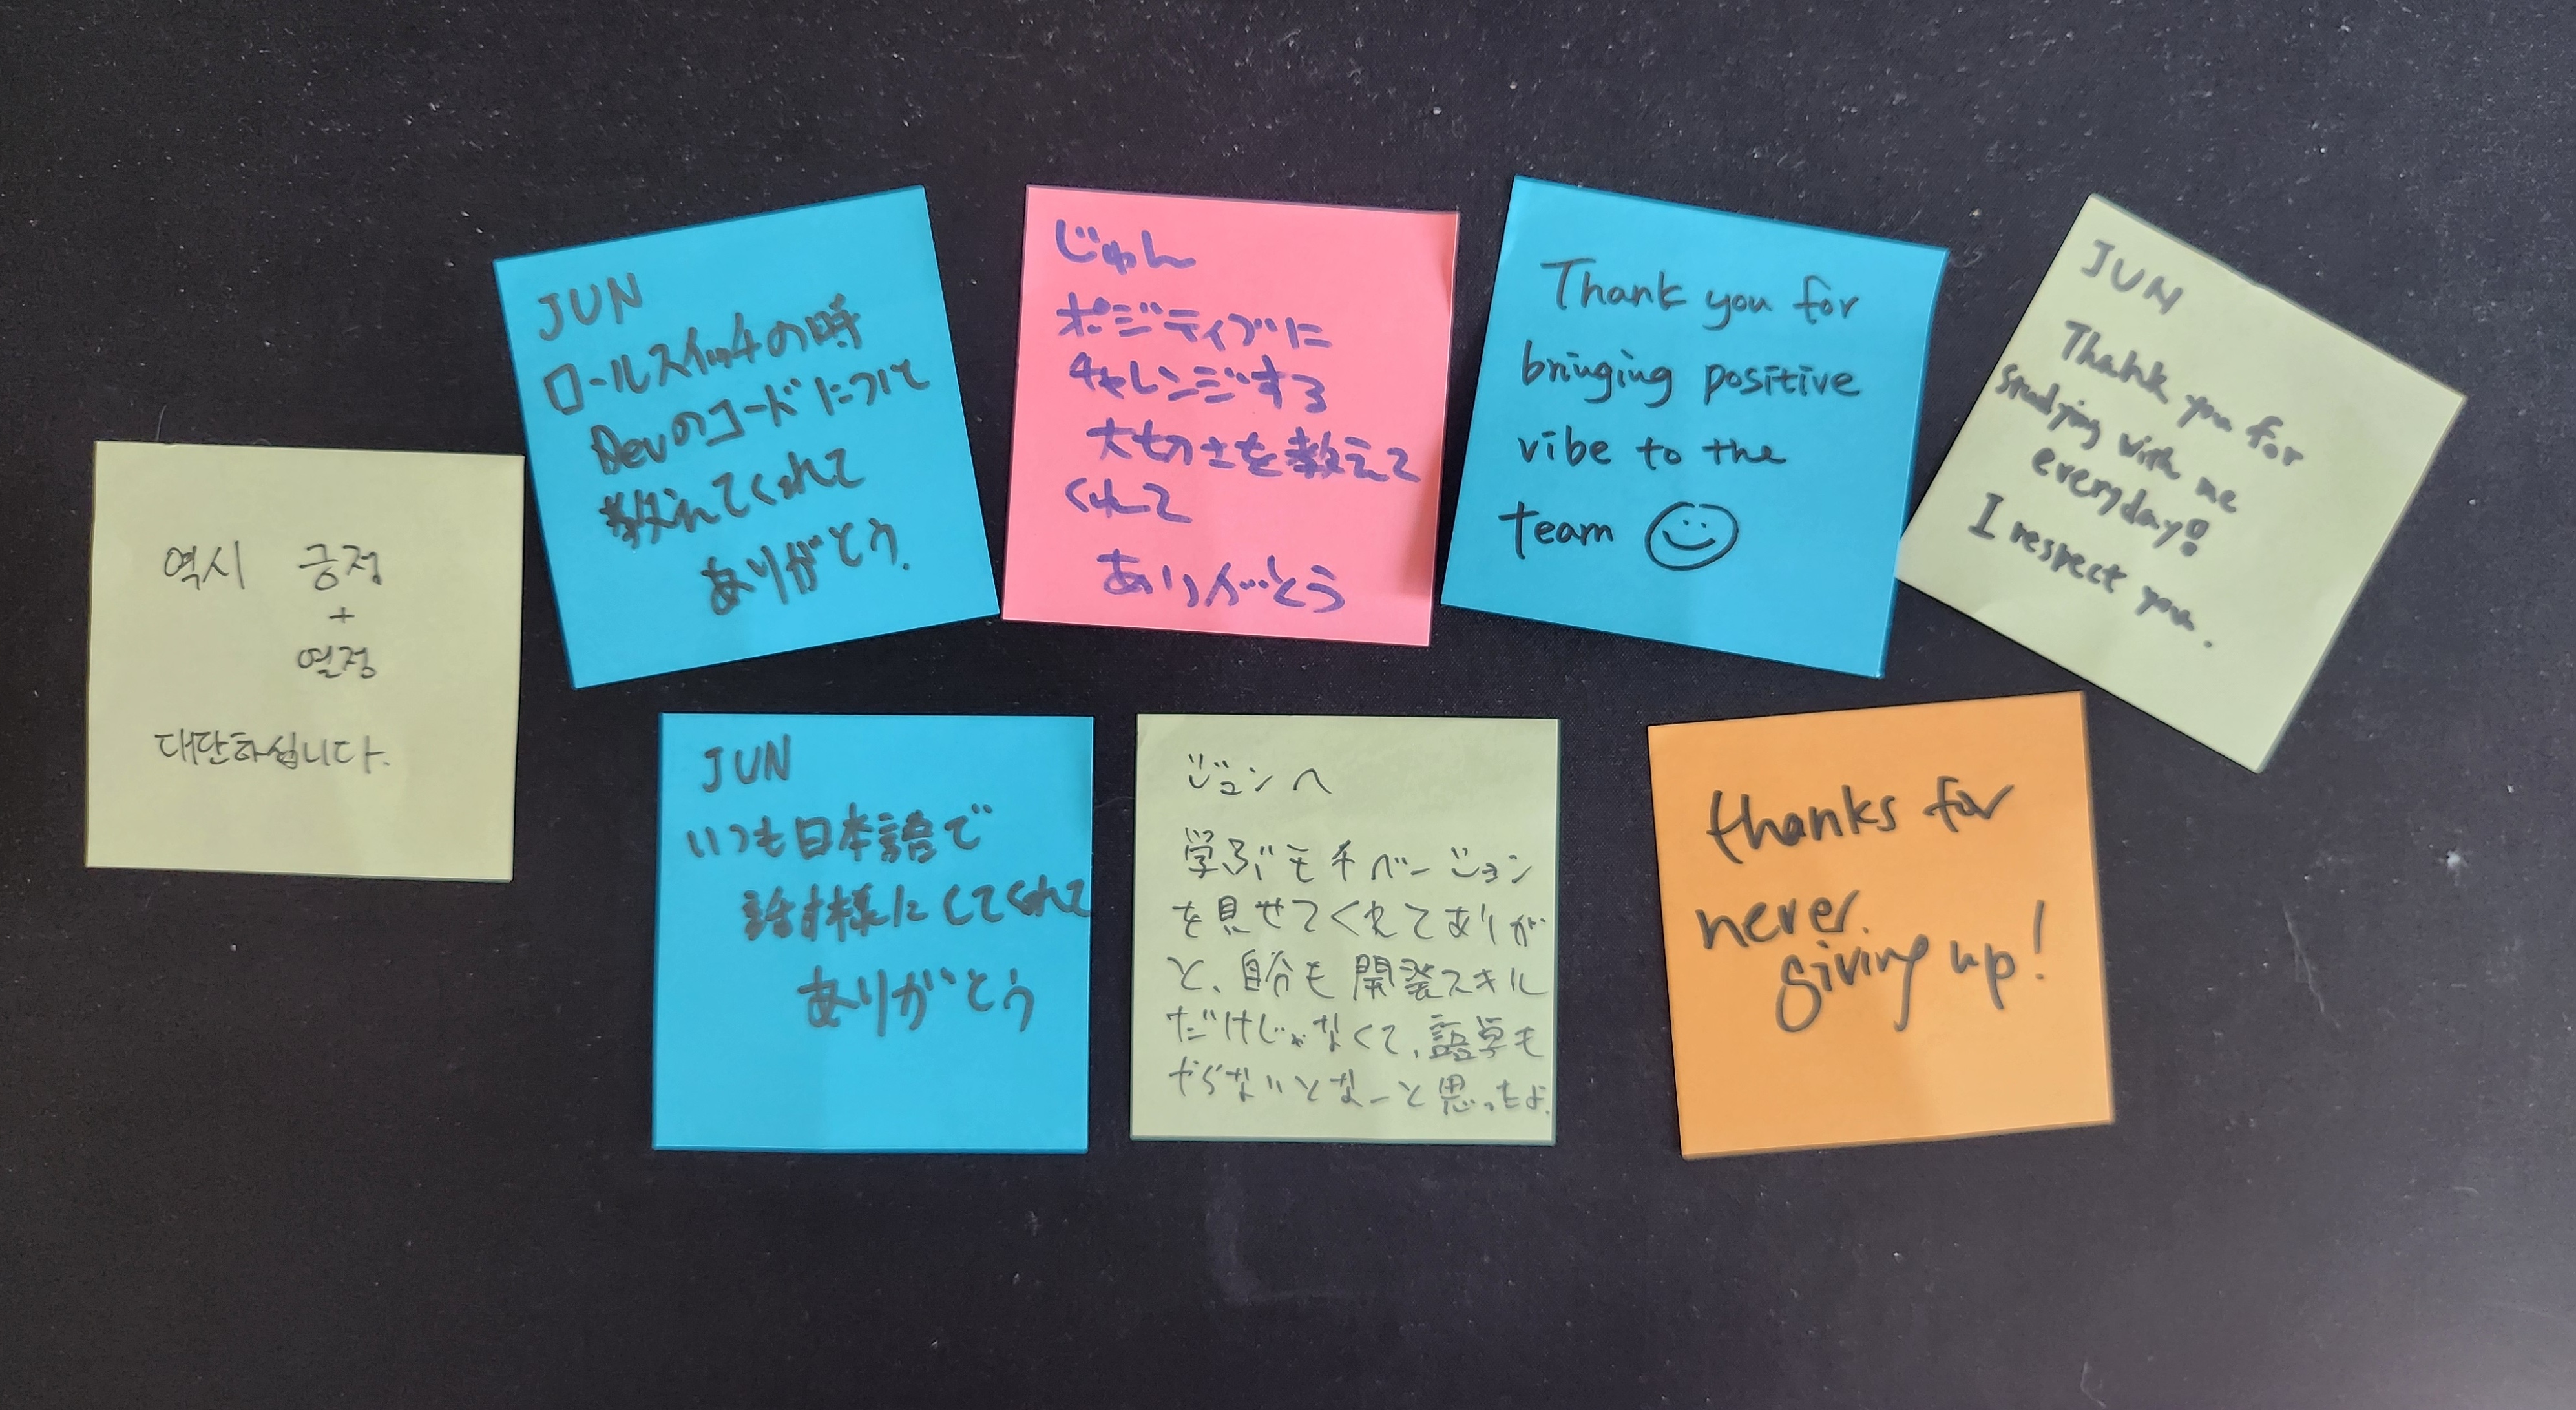 역시 긍정
+
열정
대단하십니다.
JUN
ロールスイッチの時
Devのコードについて
教えてくれて
ありがとう.
じゅん
ポジティブに
チャレンジする
大切さを教えて
くれて
ありがとう
Thank you for
bringing positive
vibe to the
team
JUN
Thank you for
studying with me
everyday!!
I respect you.
JUN
いつも日本語で
話す様にしてくれて
ありがとう
ジュンへ
学ぶモチベーション
を見せてくれてありが
と、自分も開発スキル
だけじゃなくて、語学も
やらないとなーと思ったよ.
thanks for
never.
giving up!